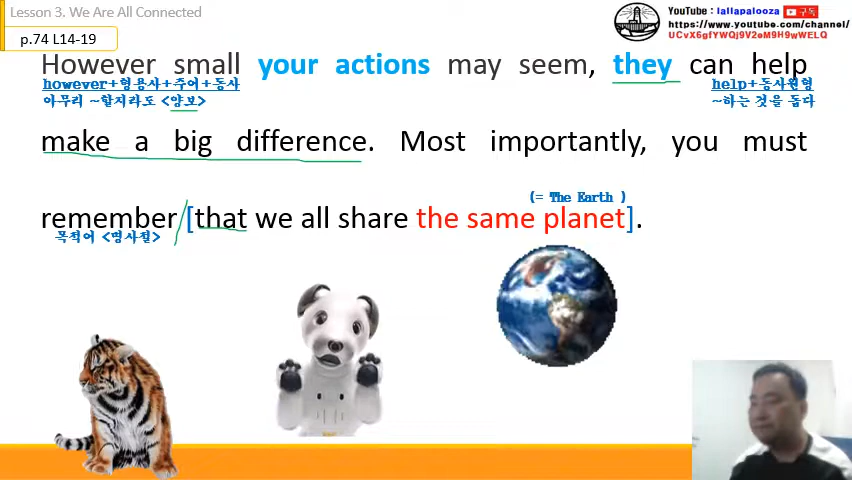 Lesson 3. We Are All Connected
p.74 L14-19
YouTube : lallapalooza 구독
https://www.youtube.com/channel/
UCvX6gfYWQj9V2eM9H9wWELQ
However small your actions may seem, they can help
however+형용사+주어+동사
help+동사원형
아무리 ~할지라도 <양보>
~하는 것을 돕다
make a big difference. Most importantly, you must
(= The Earth )
remember [that we all share the same planet].
목적어 <명사절>